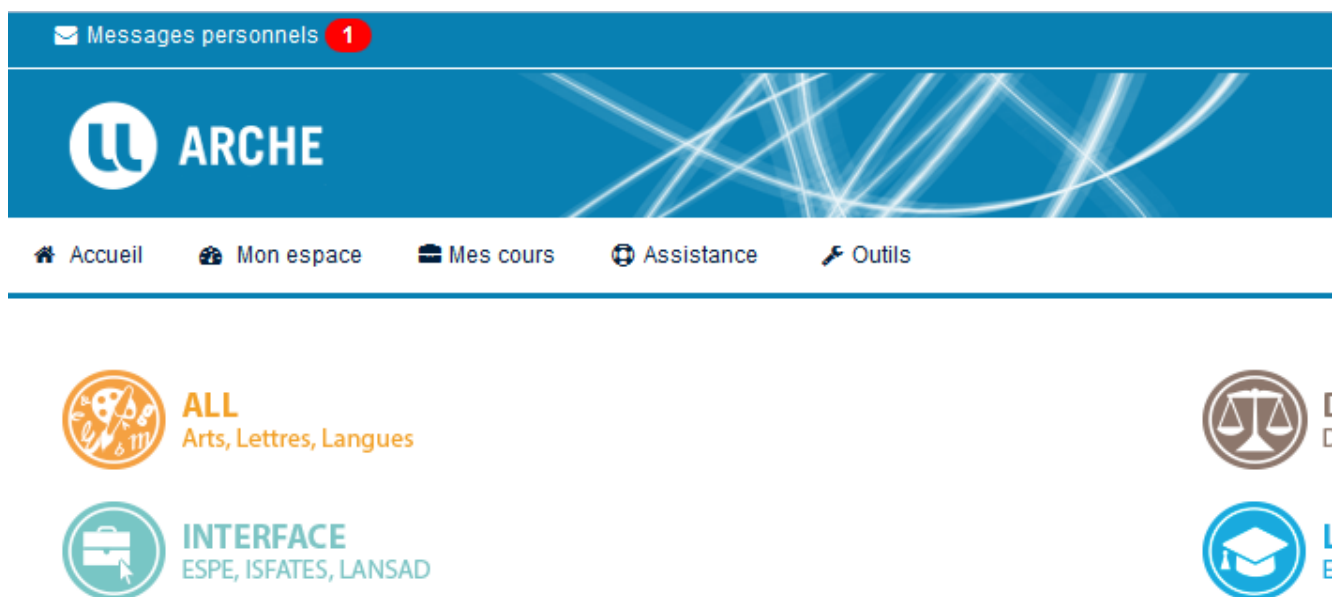 Messages personnels 1
ARCHE
Accueil Mon espace Mes cours Assistance Outils
ALL
Arts, Lettres, Langues
INTERFACE
ESPE, ISFATES, LANSAD